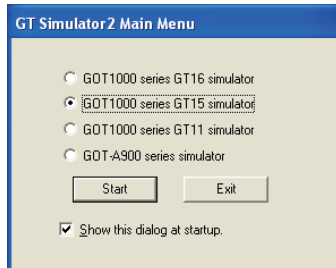 GT Simulator2 Main Menu
GOT1000 series GT16 simulator
GOT1000 series GT15 simulator
GOT1000 series GT11 simulator
GOT-A900 series simulator
Start Exit
Show this dialog at startup.